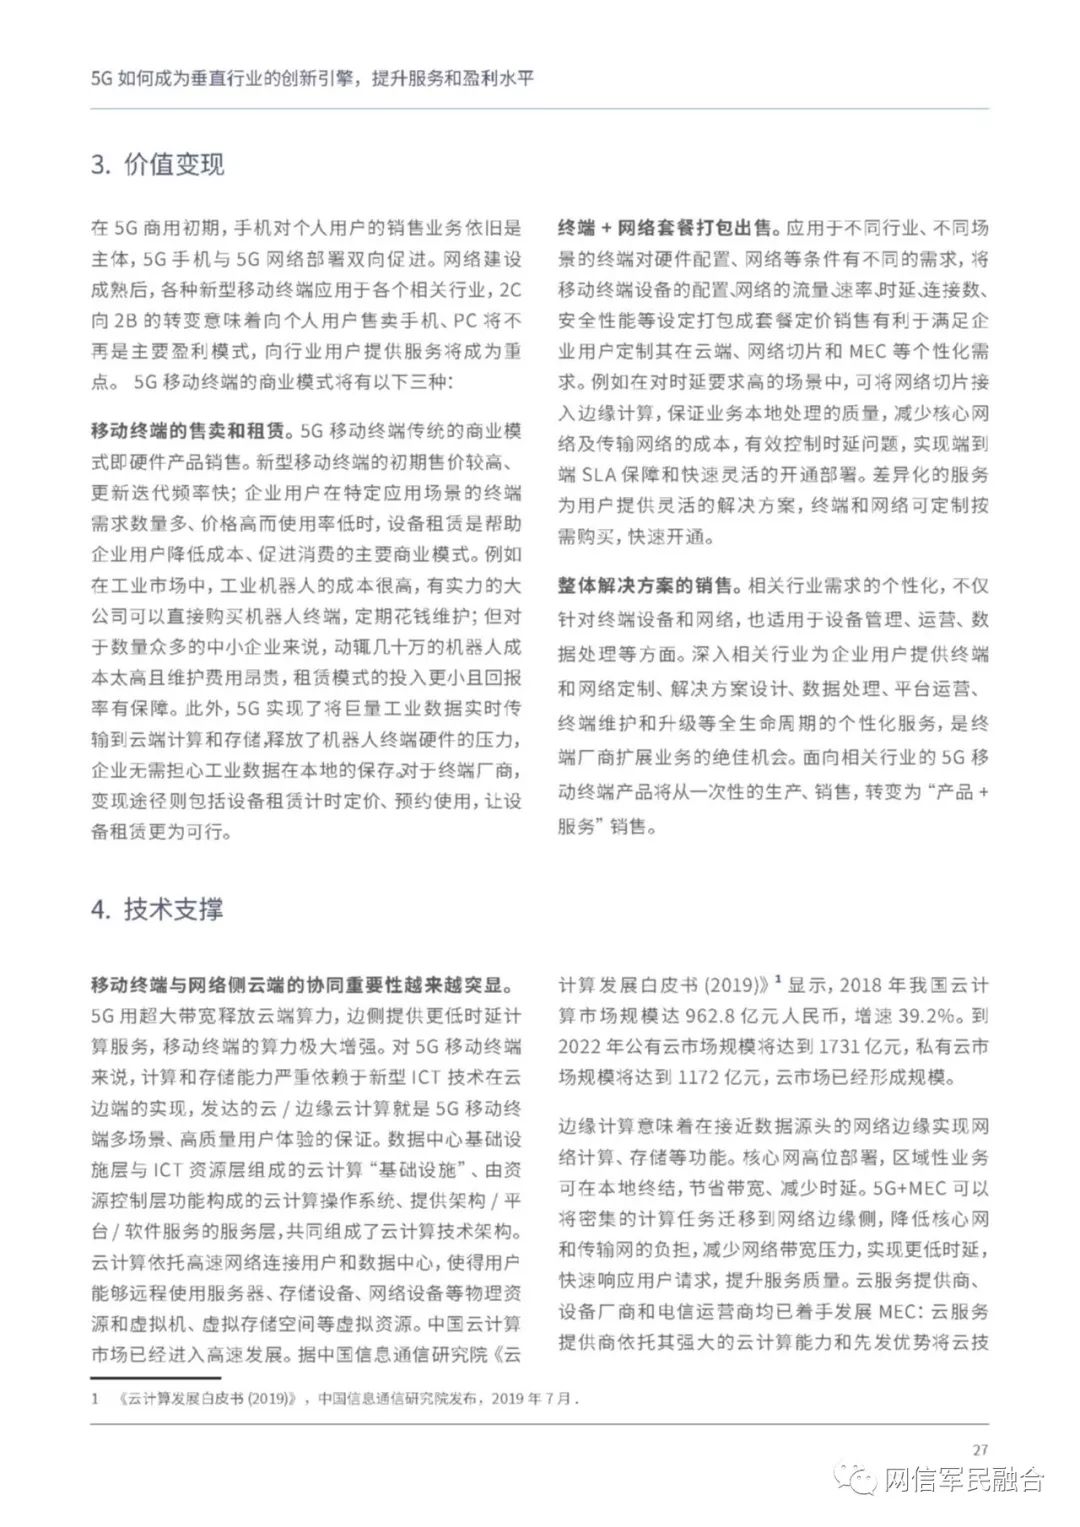 5G 如何成为垂直行业的创新引擎，提升服务和盈利水平
3. 价值变现
在 5G 商用初期，手机对个人用户的销售业务依旧是
主体，5G 手机与 5G 网络部署双向促进。网络建设
成熟后，各种新型移动终端应用于各个相关行业，2C
向 2B 的转变意味着向个人用户售卖手机、PC 将不
再是主要盈利模式，向行业用户提供服务将成为重
点。 5G 移动终端的商业模式将有以下三种：
移动终端的售卖和租赁。5G 移动终端传统的商业模
式即硬件产品销售。新型移动终端的初期售价较高、
更新迭代频率快；企业用户在特定应用场景的终端
需求数量多、价格高而使用率低时，设备租赁是帮助
企业用户降低成本、促进消费的主要商业模式。例如
在工业市场中，工业机器人的成本很高，有实力的大
公司可以直接购买机器人终端，定期花钱维护；但对
于数量众多的中小企业来说，动辄几十万的机器人成
本太高且维护费用昂贵，租赁模式的投入更小且回报
率有保障。此外，5G 实现了将巨量工业数据实时传
输到云端计算和存储，释放了机器人终端硬件的压力，
企业无需担心工业数据在本地的保存。对于终端厂商，
变现途径则包括设备租赁计时定价、预约使用，让设
备租赁更为可行。
终端 + 网络套餐打包出售。应用于不同行业、不同场
景的终端对硬件配置、网络等条件有不同的需求，将
移动终端设备的配置、网络的流量、速率、时延、连接数、
安全性能等设定打包成套餐定价销售有利于满足企
业用户定制其在云端、网络切片和 MEC 等个性化需
求。例如在对时延要求高的场景中，可将网络切片接
入边缘计算，保证业务本地处理的质量，减少核心网
络及传输网络的成本，有效控制时延问题，实现端到
端 SLA 保障和快速灵活的开通部署。差异化的服务
为用户提供灵活的解决方案，终端和网络可定制按
需购买，快速开通。
整体解决方案的销售。相关行业需求的个性化，不仅
针对终端设备和网络，也适用于设备管理、运营、数
据处理等方面。深入相关行业为企业用户提供终端
和网络定制、解决方案设计、数据处理、平台运营、
终端维护和升级等全生命周期的个性化服务，是终
端厂商扩展业务的绝佳机会。面向相关行业的 5G 移
动终端产品将从一次性的生产、销售，转变为 “产品 +
服务” 销售。
4. 技术支撑
移动终端与网络侧云端的协同重要性越来越突显。
5G 用超大带宽释放云端算力，边侧提供更低时延计
算服务，移动终端的算力极大增强。对 5G 移动终端
来说，计算和存储能力严重依赖于新型 ICT 技术在云
边端的实现，发达的云 / 边缘云计算就是 5G 移动终
端多场景、高质量用户体验的保证。数据中心基础设
施层与 ICT 资源层组成的云计算 “基础设施”、由资
源控制层功能构成的云计算操作系统、提供架构 / 平
台 / 软件服务的服务层，共同组成了云计算技术架构。
云计算依托高速网络连接用户和数据中心，使得用户
能够远程使用服务器、存储设备、网络设备等物理资
源和虚拟机、虚拟存储空间等虚拟资源。中国云计算
市场已经进入高速发展。据中国信息通信研究院《云
计算发展白皮书 (2019)》1 显示，2018 年我国云计
算市场规模达 962.8 亿元人民币，增速 39.2%。到
2022 年公有云市场规模将达到 1731 亿元，私有云市
场规模将达到 1172 亿元，云市场已经形成规模。
边缘计算意味着在接近数据源头的网络边缘实现网
络计算、存储等功能。核心网高位部署，区域性业务
可在本地终结，节省带宽、减少时延。5G+MEC 可以
将密集的计算任务迁移到网络边缘侧，降低核心网
和传输网的负担，减少网络带宽压力，实现更低时延，
快速响应用户请求，提升服务质量。云服务提供商、
设备厂商和电信运营商均已着手发展 MEC：云服务
提供商依托其强大的云计算能力和先发优势将云技
1 《云计算发展白皮书 (2019)》，中国信息通信研究院发布，2019 年 7 月 .
27
网信军民融合